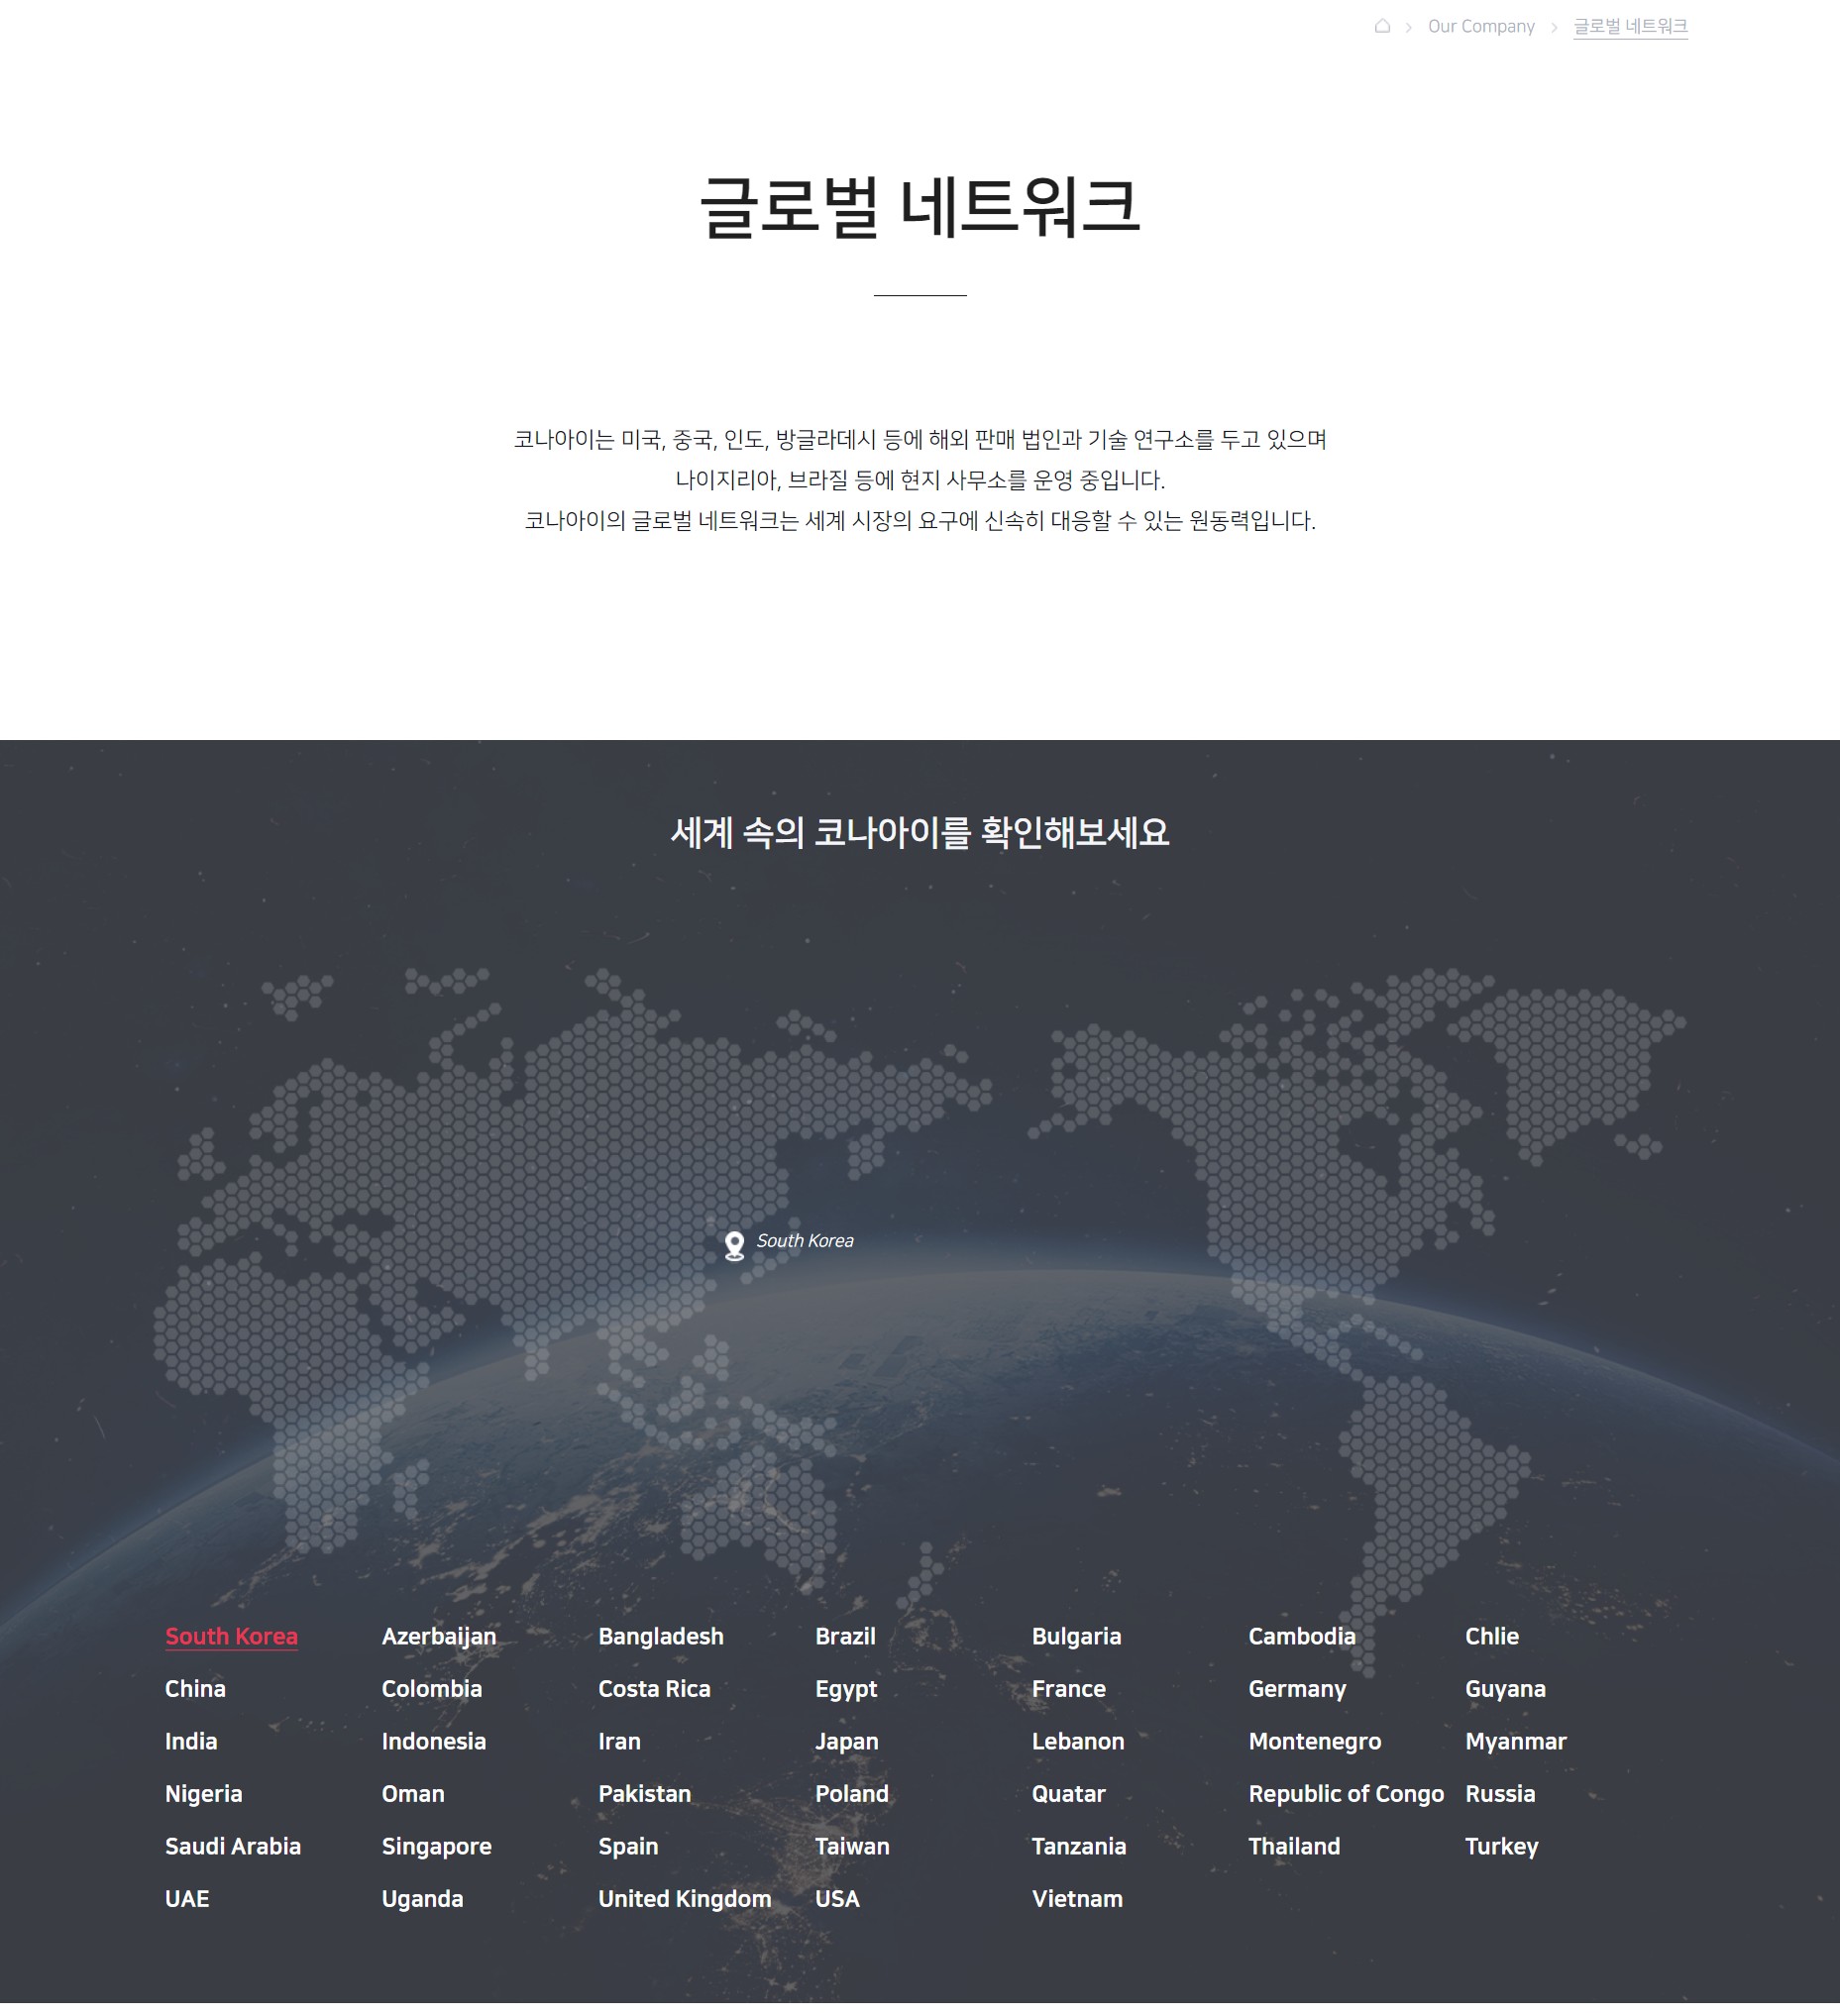 Our Company
글로벌 네트워크
글로벌 네트워크
코나아이는 미국, 중국, 인도, 방글라데시 등에 해외 판매 법인과 기술 연구소를 두고 있으며
나이지리아, 브라질 등에 현지 사무소를 운영 중입니다.
코나아이의 글로벌 네트워크는 세계 시장의 요구에 신속히 대응할 수 있는 원동력입니다.
세계 속의 코나아이를 확인해보세요
South Korea
South Korea Azerbaijan Bangladesh Brazil Bulgaria Cambodia Chlie
China Colombia Costa Rica Egypt France Germany Guyana
India Indonesia Iran Japan Lebanon Montenegro Myanmar
Nigeria Oman Pakistan Poland Quatar Republic of Congo Russia
Saudi Arabia Singapore Spain Taiwan Tanzania Thailand Turkey
UAE Uganda United Kingdom USA Vietnam